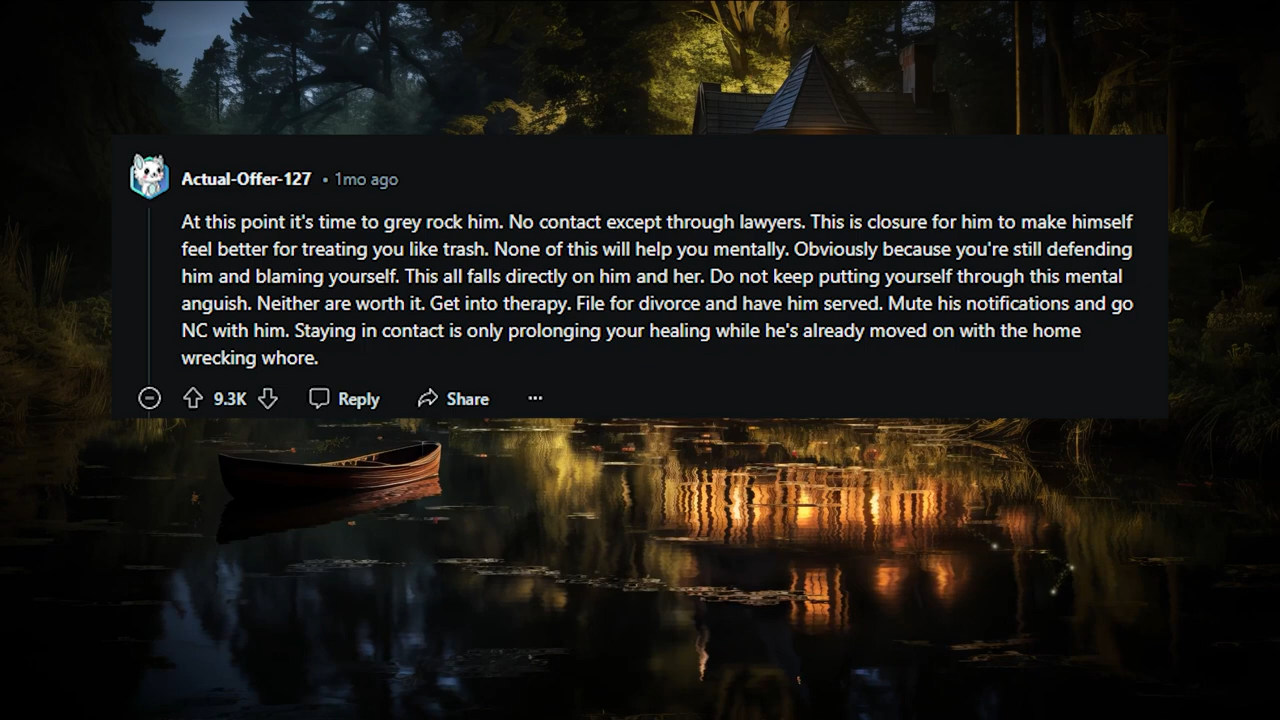 Actual-Offer-127 • 1mo ago
At this point it's time to grey rock him. No contact except through lawyers. This is closure for him to make himself
feel better for treating you like trash. None of this will help you mentally. Obviously because you're still defending
him and blaming yourself. This all falls directly on him and her. Do not keep putting yourself through this mental
anguish. Neither are worth it. Get into therapy. File for divorce and have him served. Mute his notifications and go
NC with him. Staying in contact is only prolonging your healing while he's already moved on with the home
wrecking whore.
9.3K Reply Share ···